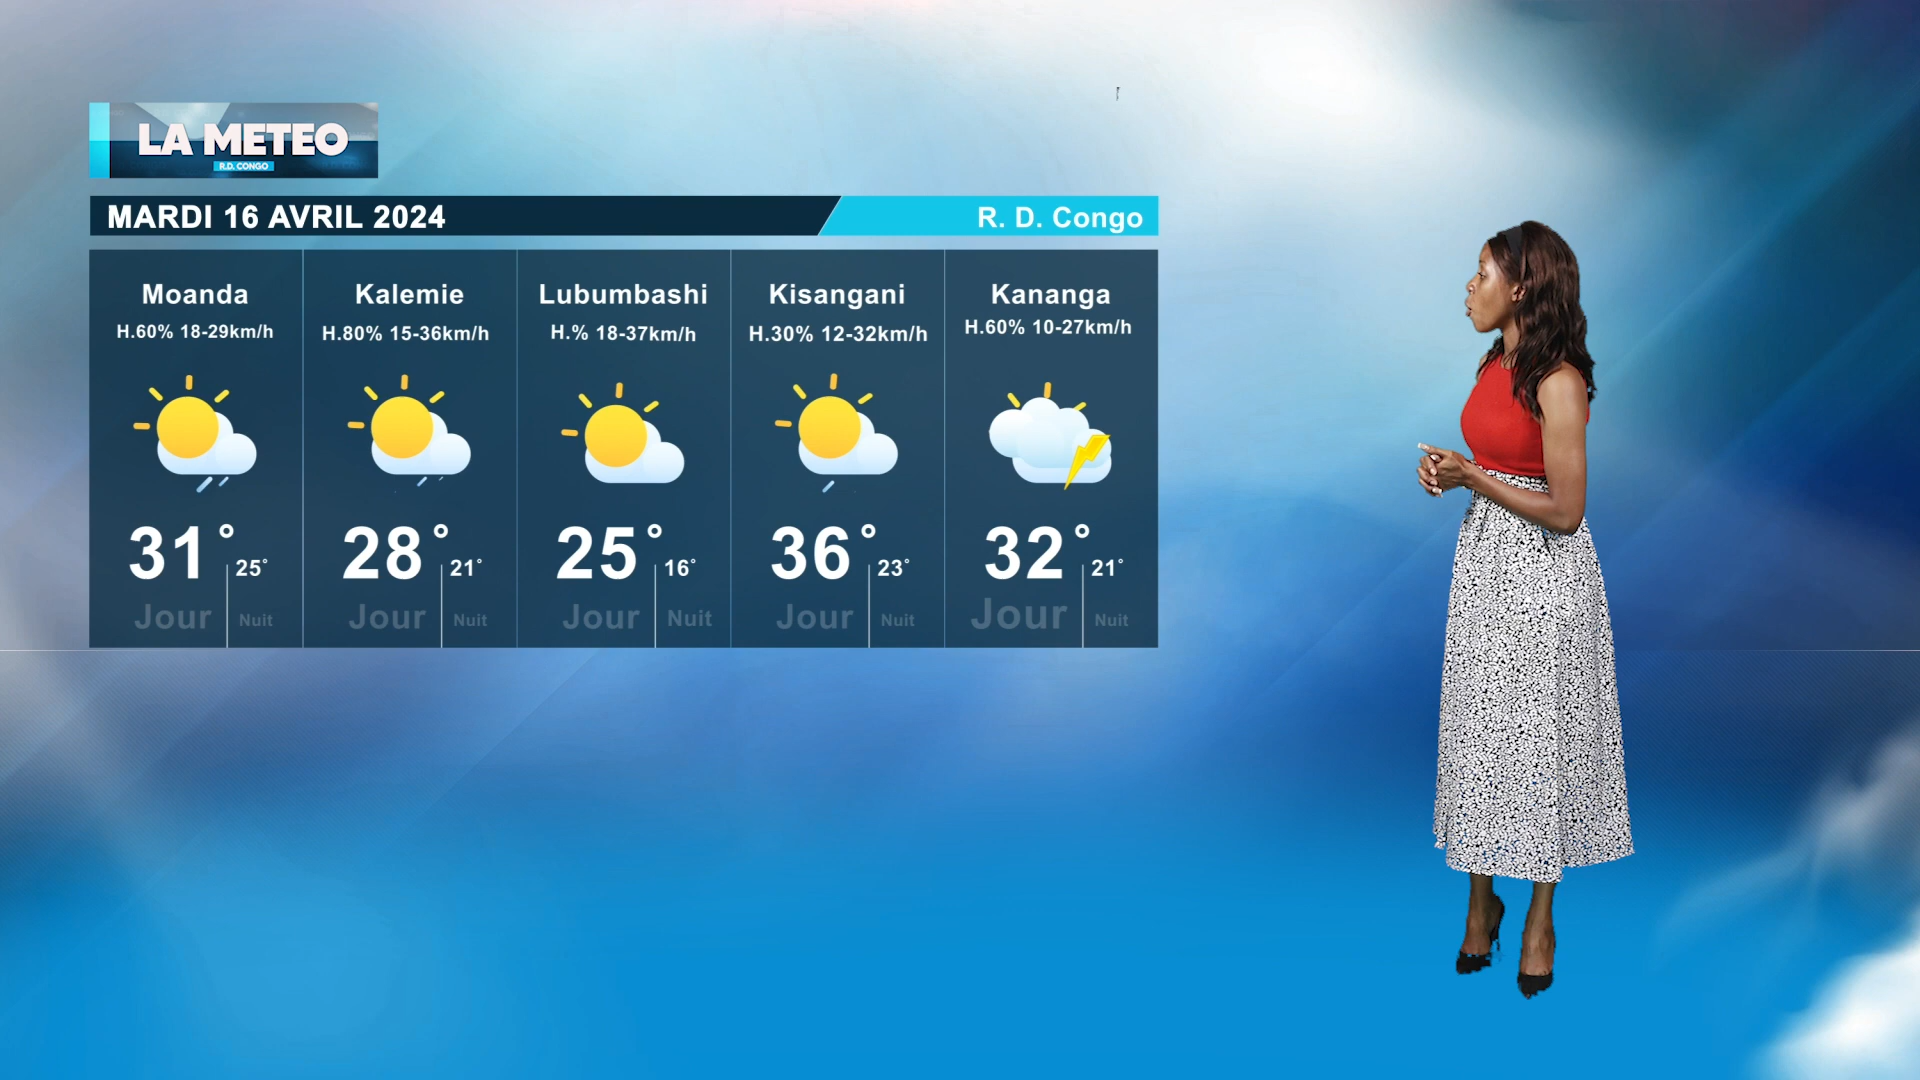 LA METEO
R.D. CONGO
MARDI 16 AVRIL 2024
R. D. Congo
Moanda
H.60% 18-29km/h
31°
25°
Jour
Nuit
Kalemie
H.80% 15-36km/h
28°
21°
Jour
Nuit
Lubumbashi
H.% 18-37km/h
25°
16°
Jour
Nuit
Kisangani
H.30% 12-32km/h
36°
23°
Jour
Nuit
Kananga
H.60% 10-27km/h
32°
21°
Jour
Nuit